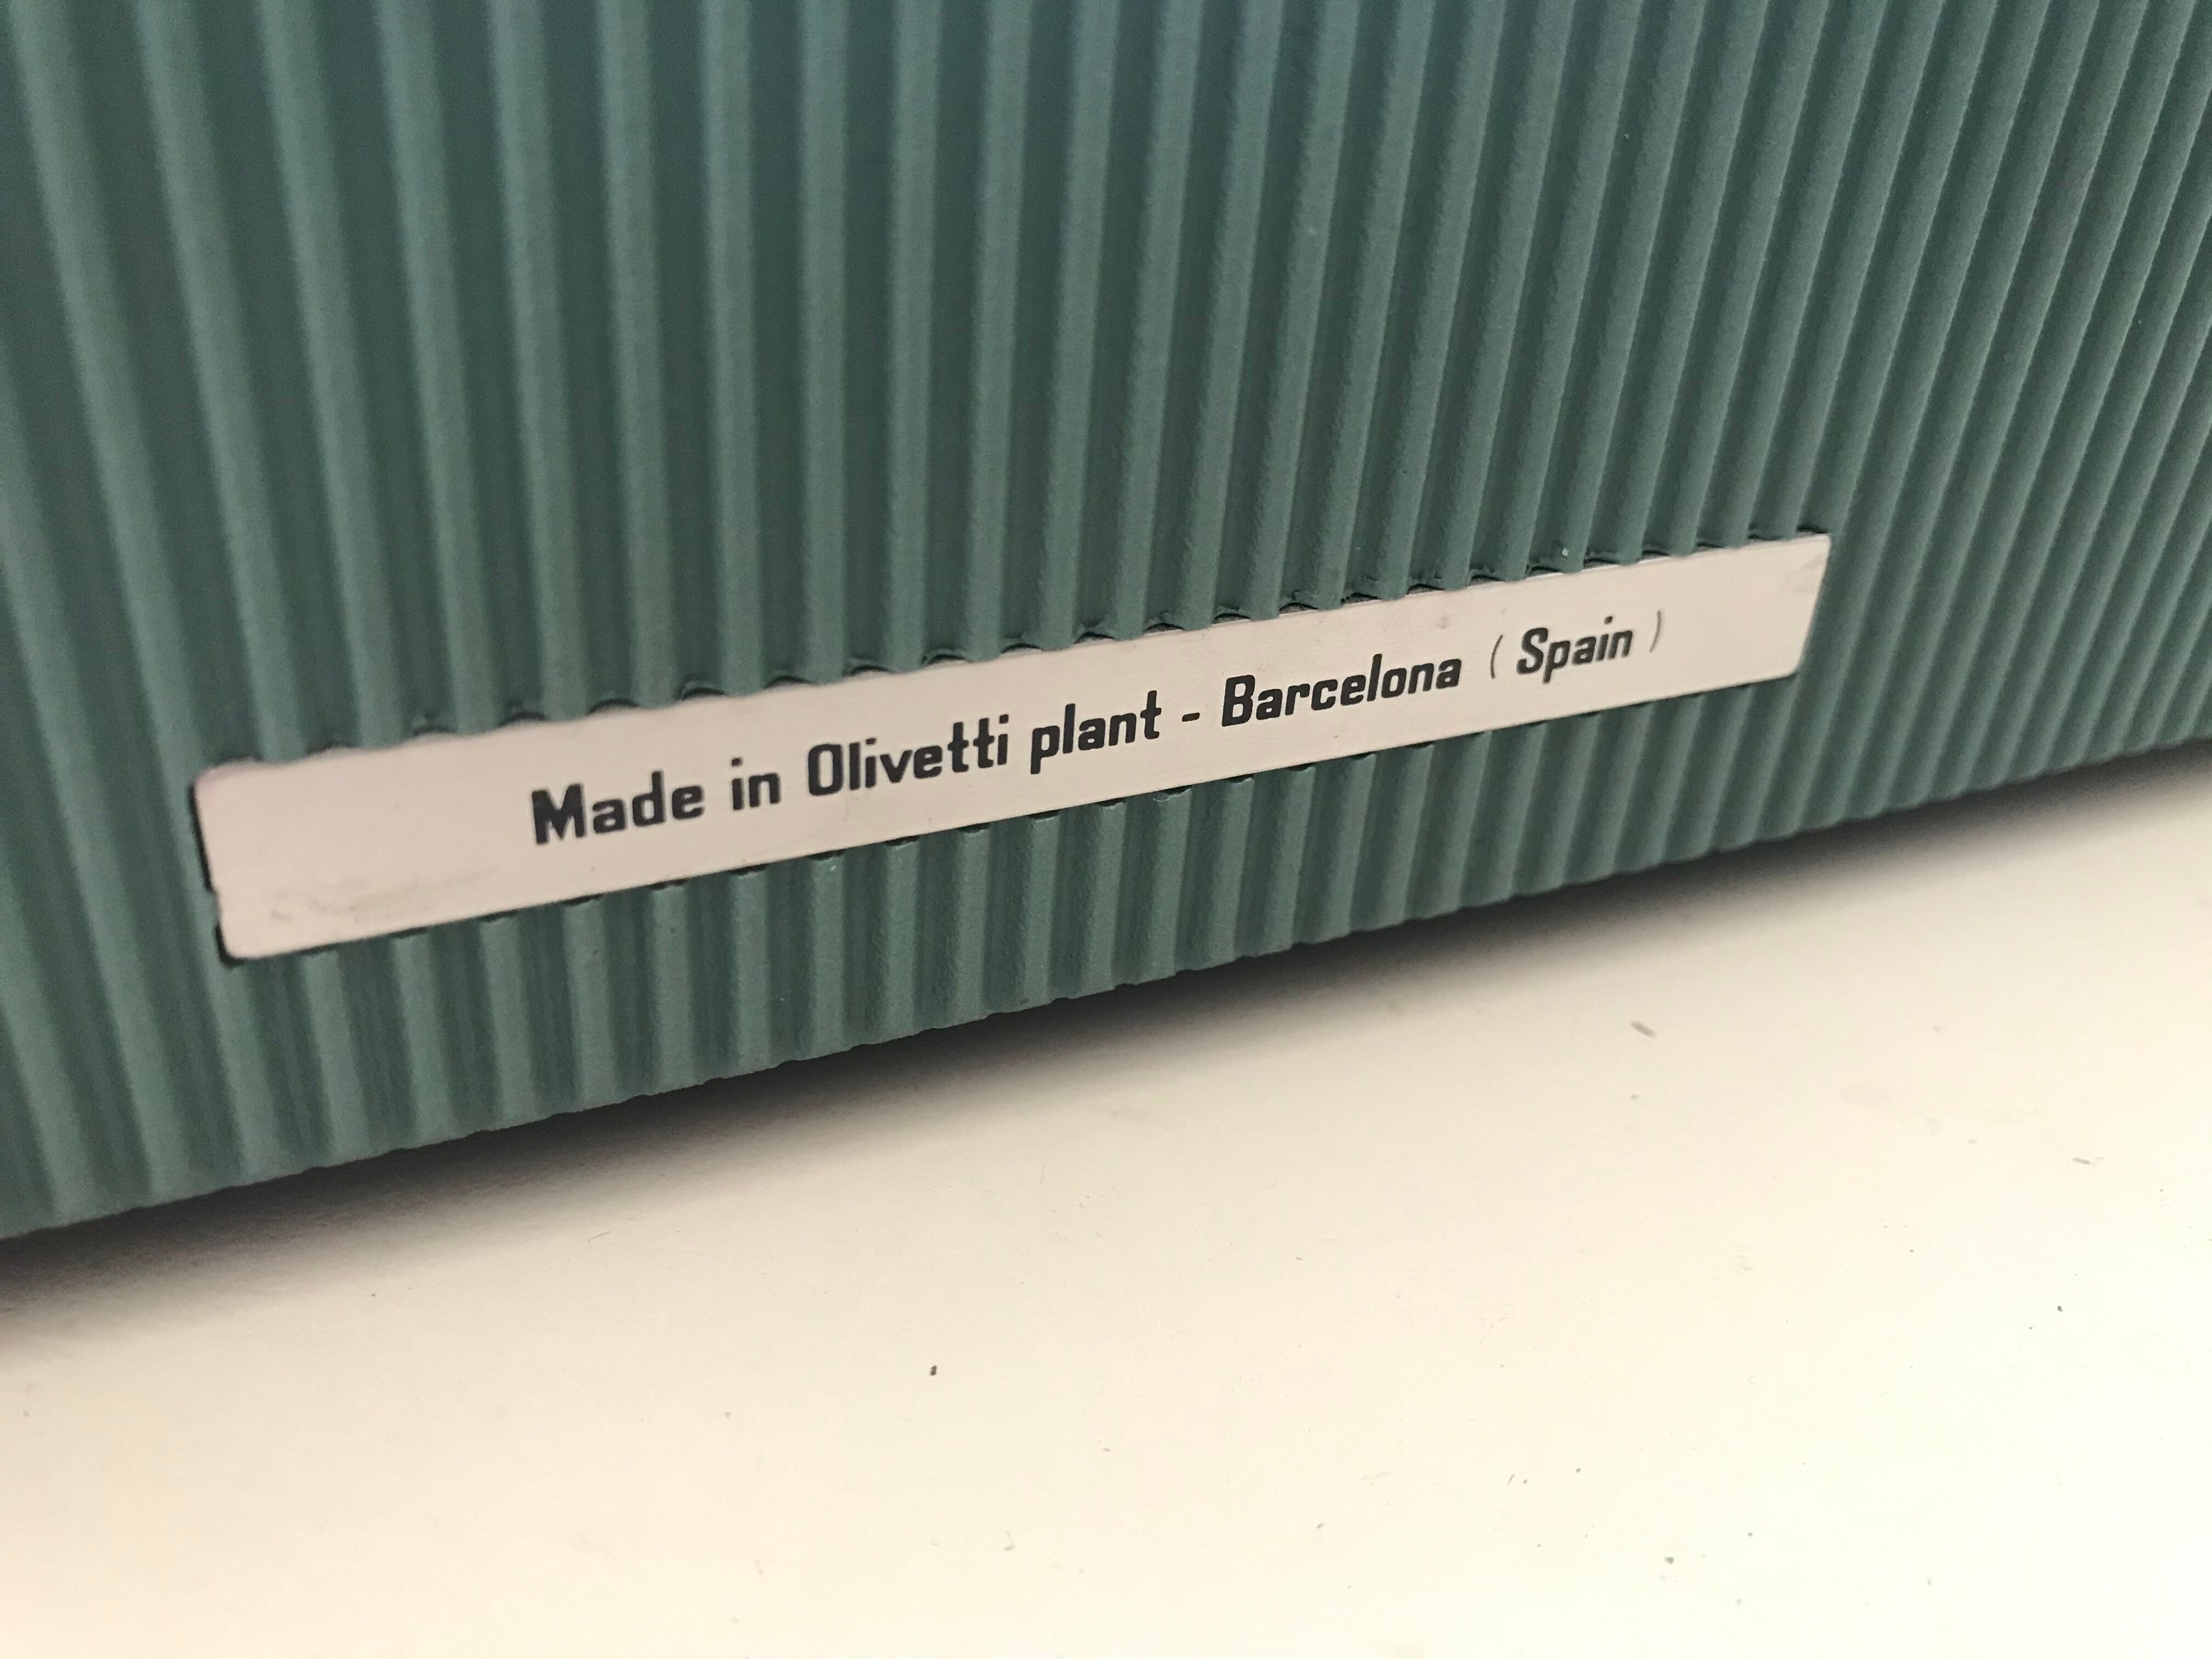 Made in Olivetti plant - Barcelona ( Spain )